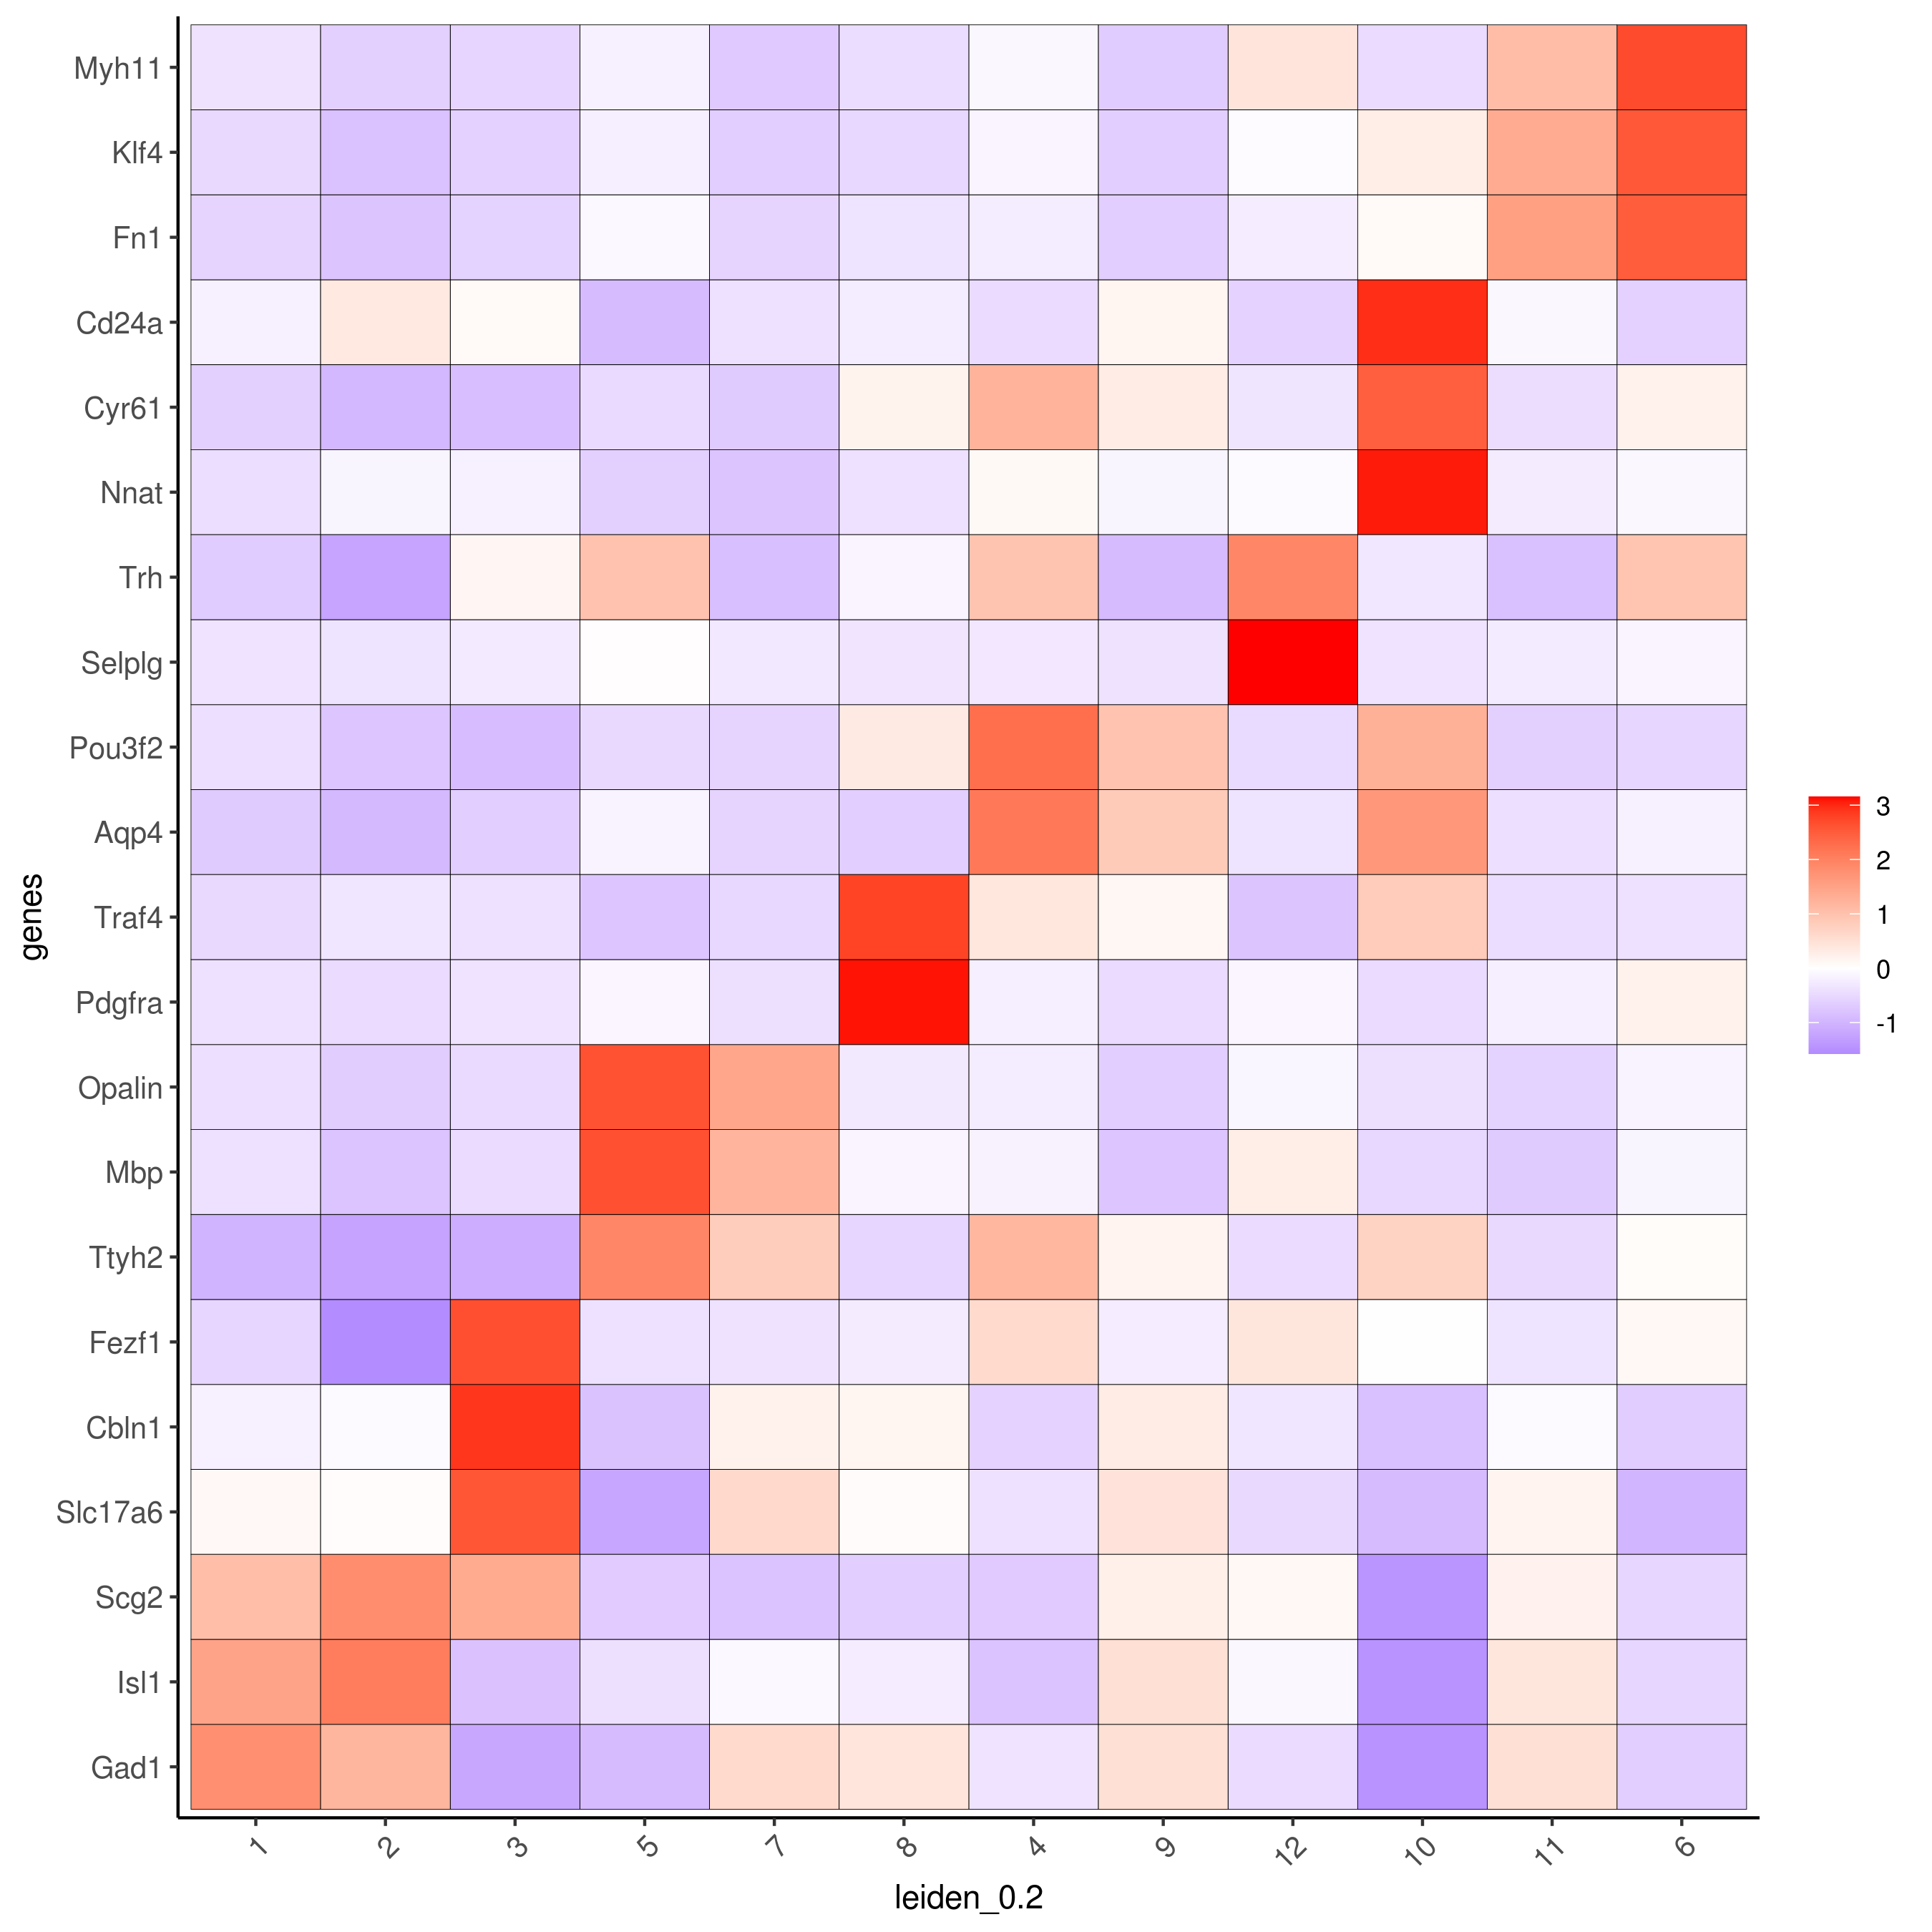 Myh11
Klf4
Fn1
Cd24a
Cyr61
Nnat
Trh
Selplg
Pou3f2
Aqp4
Traf4
Pdgfra
Opalin
Mbp
Ttyh2
Fezf1
Cbln1
Slc17a6
Scg2
Isl1
Gad1
genes
1 2 3 5 7 8 4 9 12 10 11 6
leiden_0.2
3
2
1
0
-1